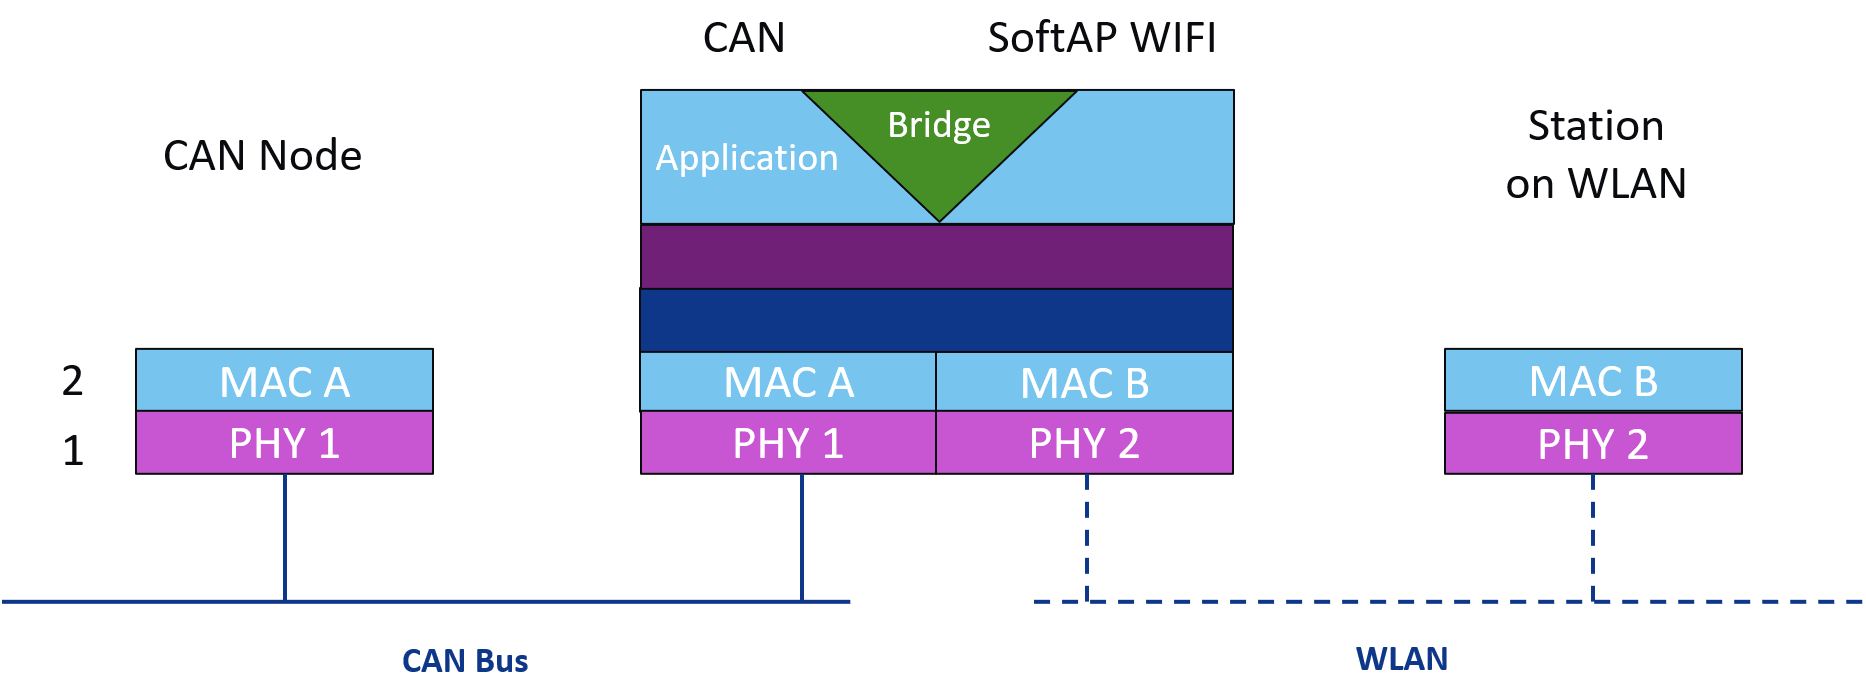 CAN
SoftAP WIFI
CAN Node
Application
Bridge
Station
on WLAN
2
MAC A
MAC A
MAC B
MAC B
1
PHY 1
PHY 1
PHY 2
PHY 2
CAN Bus
WLAN